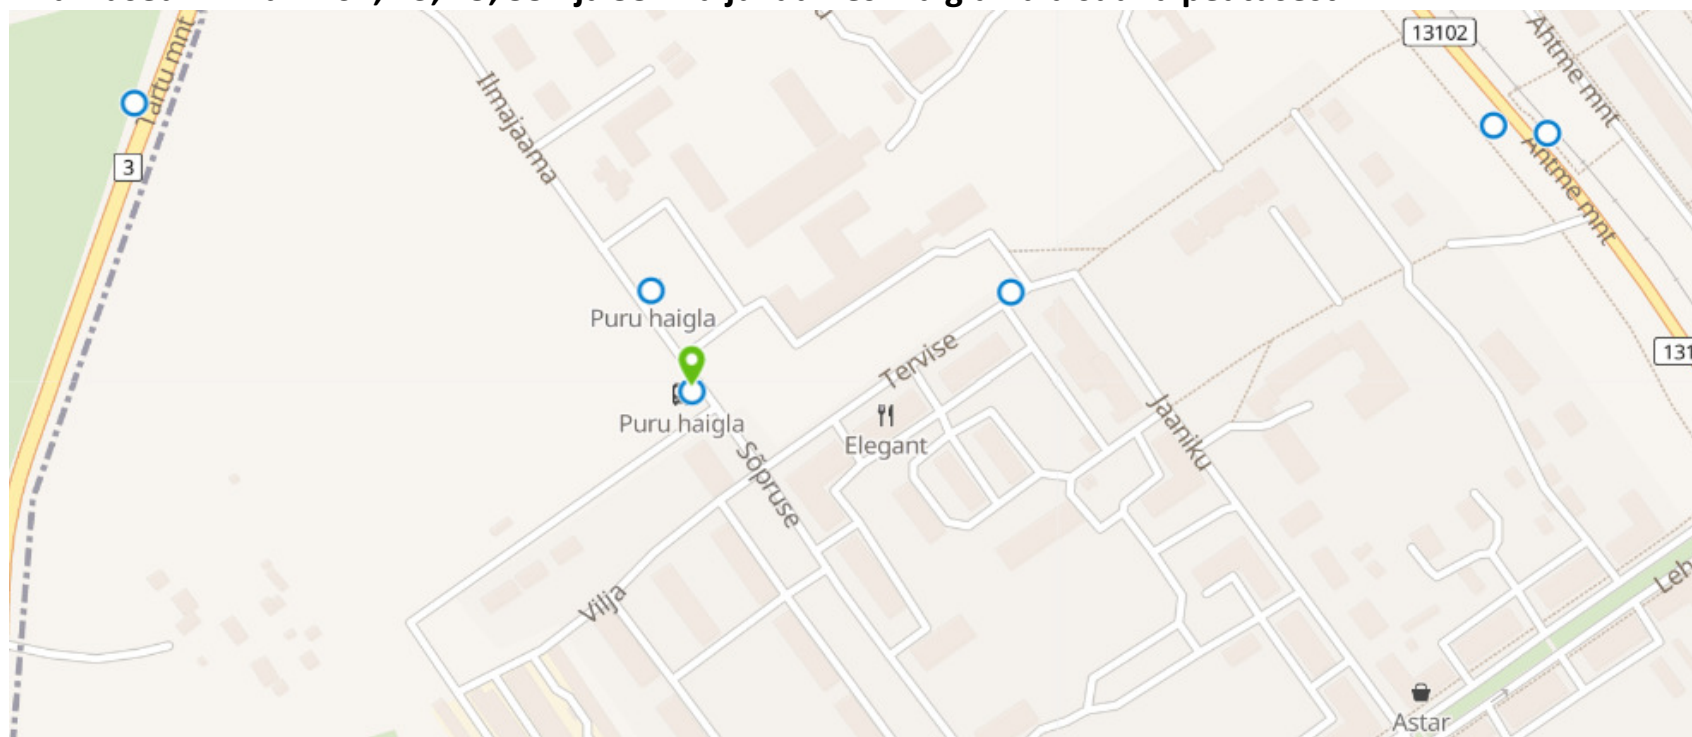 13102
Ahtme mnt
Tartu mnt
Ilmajaama
Ahtme mnt
3
Puru haigla
Tervise
131
Puru haigla
Elegant
Jaaniku
Sõpruse
Vilja
Leh
Astar